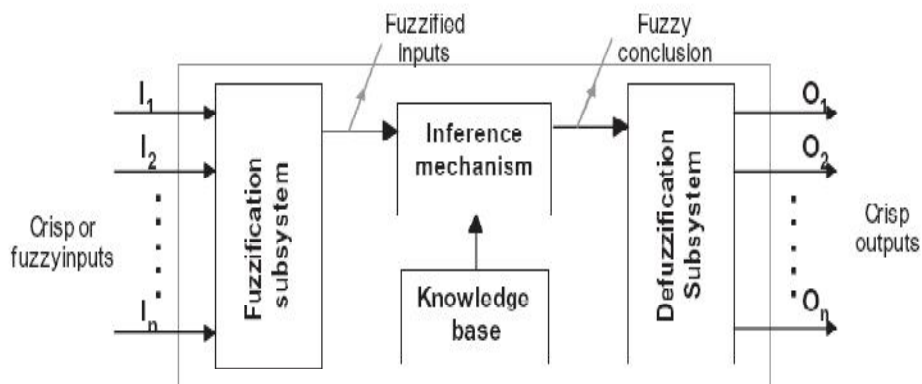 Fuzzified
inputs
Fuzzy
conclusion
I1
I2
In
Crisp or
fuzzyinputs
Fuzzification
subsystem
Inference
mechanism
Knowledge
base
Defuzzification
Subsystem
O1
O2
On
Crisp
outputs